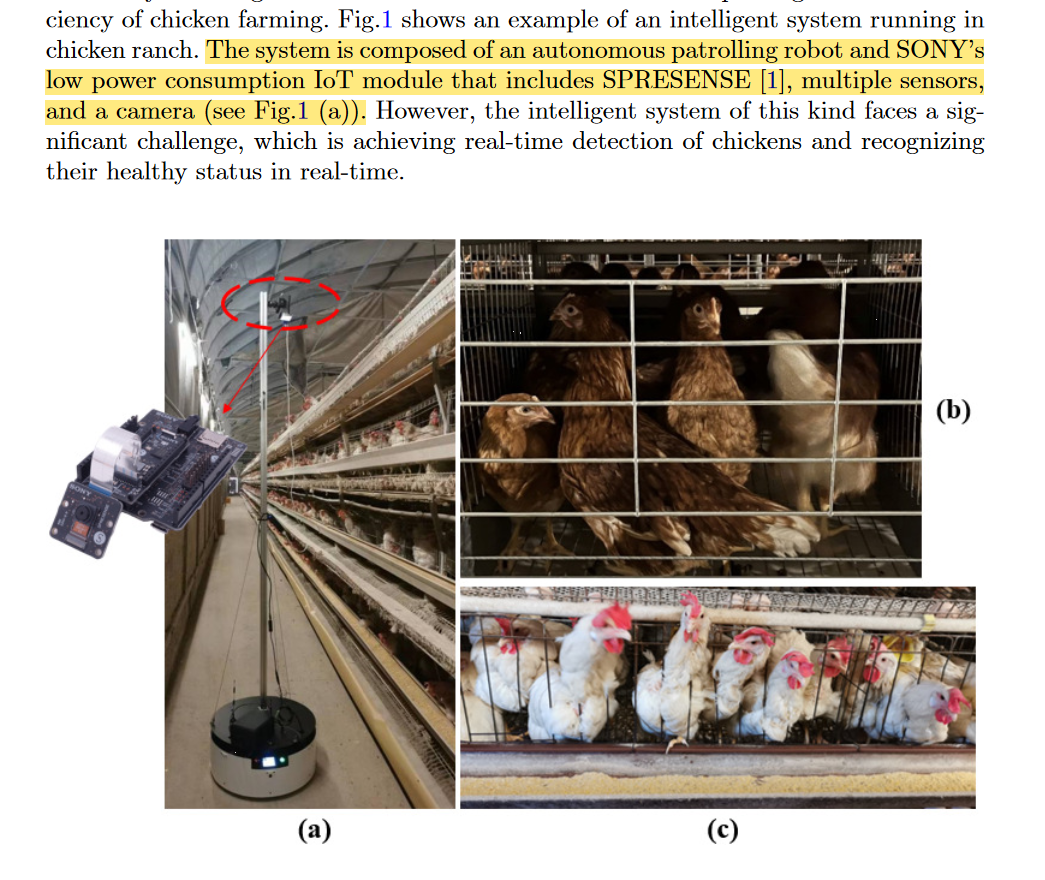 ciency of chicken farming. Fig.1 shows an example of an intelligent system running in
chicken ranch. The system is composed of an autonomous patrolling robot and SONY's
low power consumption IoT module that includes SPRESENSE [1], multiple sensors,
and a camera (see Fig.1 (a)). However, the intelligent system of this kind faces a sig-
nificant challenge, which is achieving real-time detection of chickens and recognizing
their healthy status in real-time.
(b)
(a)
(c)